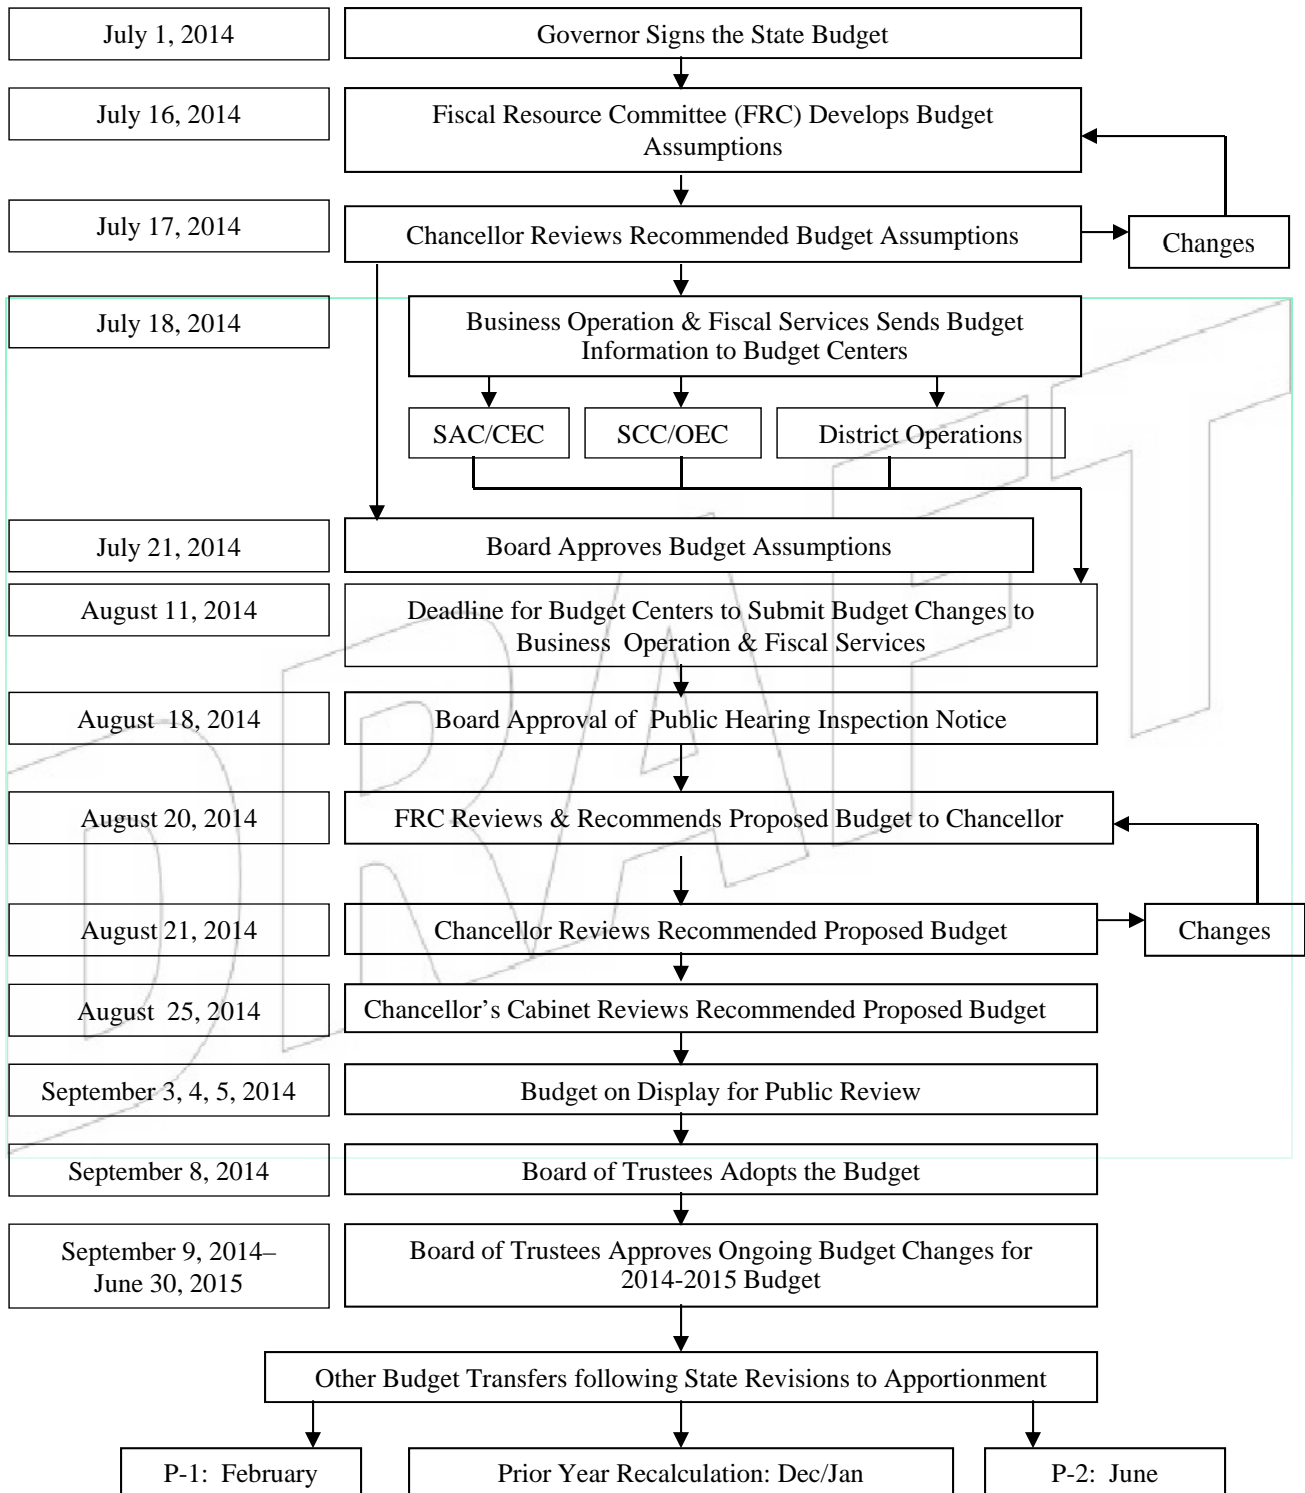 July 1, 2014
Governor Signs the State Budget
July 16, 2014
Fiscal Resource Committee (FRC) Develops Budget
Assumptions
July 17, 2014
Chancellor Reviews Recommended Budget Assumptions
Changes
July 18, 2014
Business Operation & Fiscal Services Sends Budget
Information to Budget Centers
SAC/CEC
SCC/OEC
District Operations
July 21, 2014
Board Approves Budget Assumptions
August 11, 2014
Deadline for Budget Centers to Submit Budget Changes to
Business Operation & Fiscal Services
August 18, 2014
Board Approval of Public Hearing Inspection Notice
August 20, 2014
FRC Reviews & Recommends Proposed Budget to Chancellor
August 21, 2014
Chancellor Reviews Recommended Proposed Budget
Changes
August 25, 2014
Chancellor’s Cabinet Reviews Recommended Proposed Budget
September 3, 4, 5, 2014
Budget on Display for Public Review
September 8, 2014
Board of Trustees Adopts the Budget
September 9, 2014–
June 30, 2015
Board of Trustees Approves Ongoing Budget Changes for
2014-2015 Budget
Other Budget Transfers following State Revisions to Apportionment
P-1: February
Prior Year Recalculation: Dec/Jan
P-2: June
DRAFT